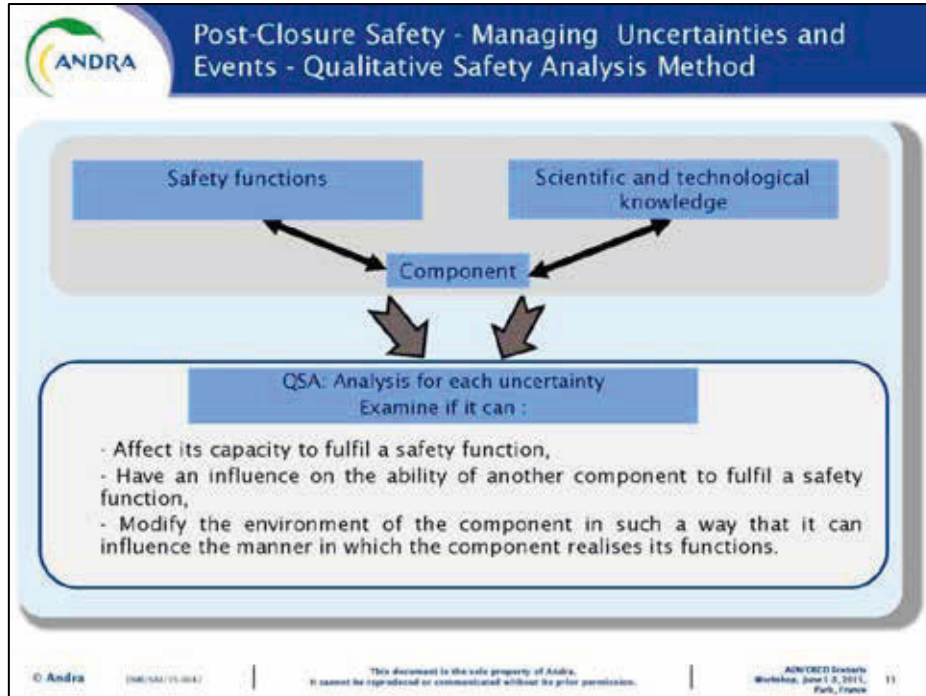 ANDRA
Post-Closure Safety - Managing Uncertainties and
Events - Qualitative Safety Analysis Method
Safety functions
Scientific and technological
knowledge
Component
QSA: Analysis for each uncertainty
Examine if it can :
- Affect its capacity to fulfil a safety function,
- Have an influence on the ability of another component to fulfil a safety
function,
- Modify the environment of the component in such a way that it can
influence the manner in which the component realises its functions.
© Andra
This document is the sole property of Andra.
It cannot be reproduced or communicated without its prior permission.
Workshop, June 1-3, 2015,
Paris, France
11